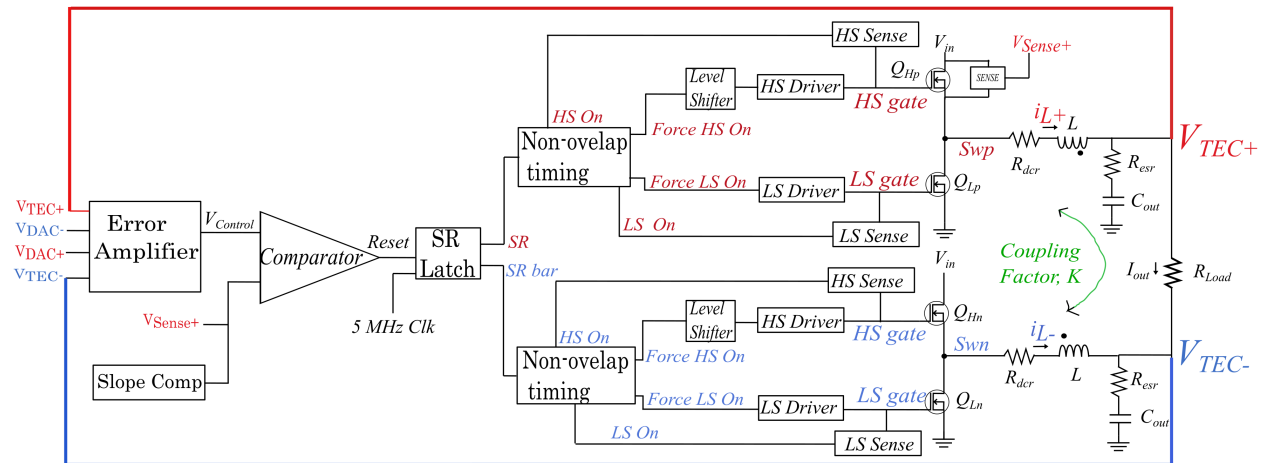 HS Sense
V_in
V_Sense+
Q_Hp
SENSE
Level
Shifter
HS Driver
HS gate
HS On
Force HS On
Non-ovelap
timing
i_L+
L
Swp
R_dcr
R_esr
V_TEC+
Force LS On
LS Driver
LS gate
Q_Lp
C_out
LS On
LS Sense
V_TEC+
V_DAC-
V_DAC+
V_TEC-
Error
Amplifier
V_Control
Comparator
Reset
SR
Latch
SR
SR bar
5 MHz Clk
V_Sense+
Slope Comp
Coupling
Factor, K
I_out
R_Load
HS Sense
V_in
Level
Shifter
HS Driver
HS gate
Q_Hn
HS On
Force HS On
Non-ovelap
timing
Swn
i_L-
R_dcr
L
R_esr
V_TEC-
Force LS On
LS Driver
LS gate
Q_Ln
C_out
LS On
LS Sense